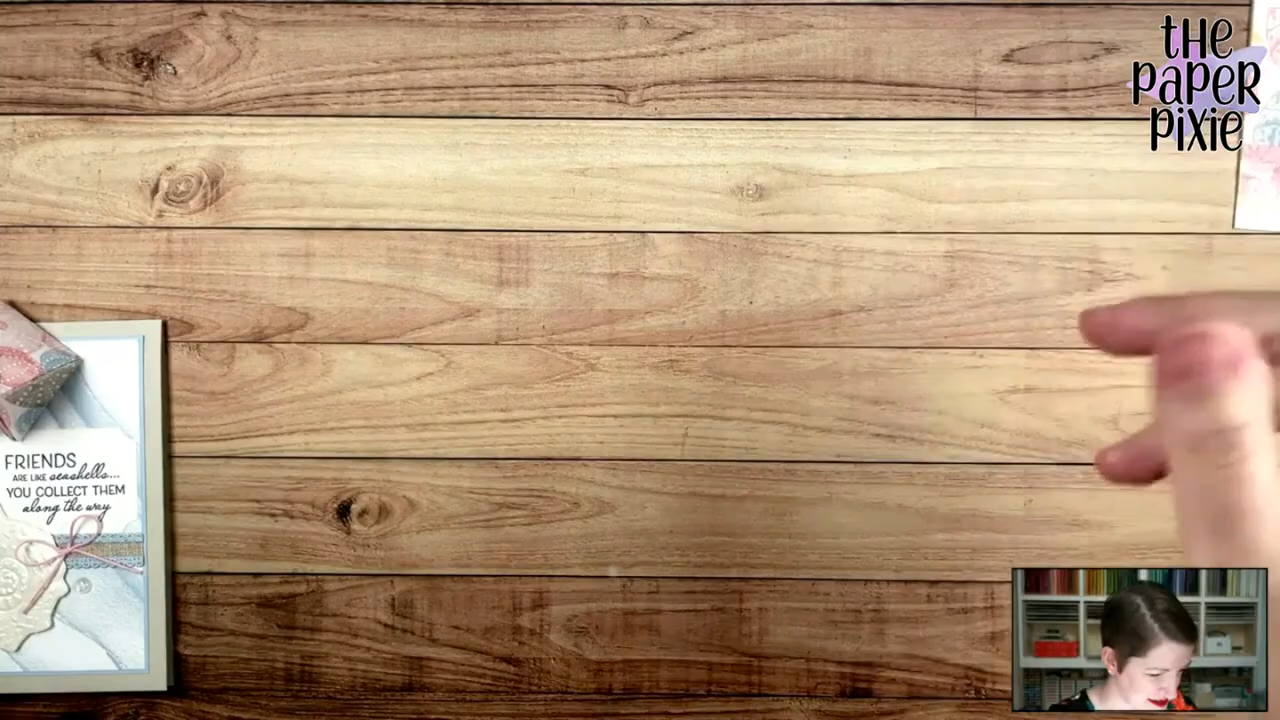 the
paper
pixie
FRIENDS
ARE LIKE seashells...
YOU COLLECT THEM
along the way